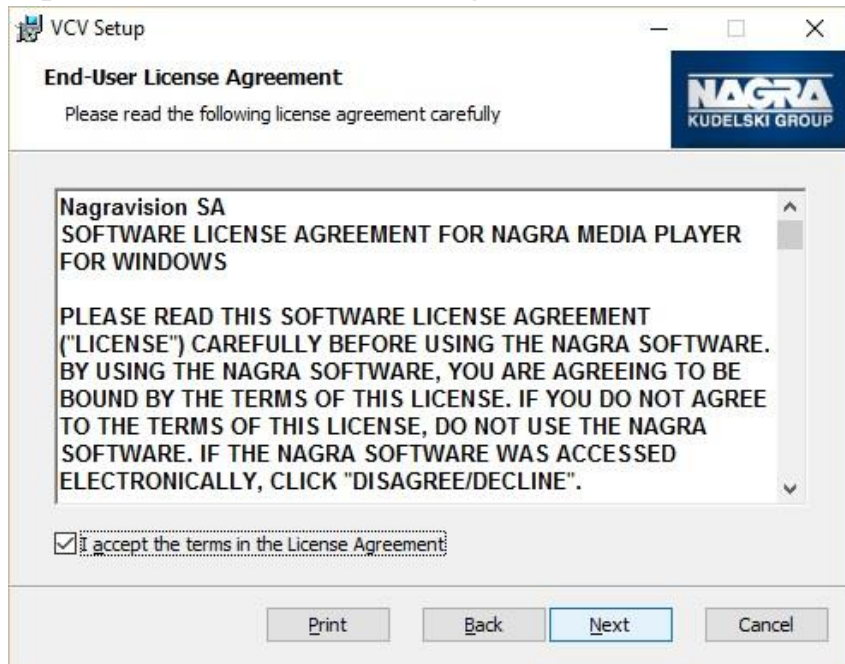 VCV Setup
End-User License Agreement
Please read the following license agreement carefully
NAGRA
KUDELSKI GROUP
Nagravision SA
SOFTWARE LICENSE AGREEMENT FOR NAGRA MEDIA PLAYER
FOR WINDOWS
PLEASE READ THIS SOFTWARE LICENSE AGREEMENT
("LICENSE") CAREFULLY BEFORE USING THE NAGRA SOFTWARE.
BY USING THE NAGRA SOFTWARE, YOU ARE AGREEING TO BE
BOUND BY THE TERMS OF THIS LICENSE. IF YOU DO NOT AGREE
TO THE TERMS OF THIS LICENSE, DO NOT USE THE NAGRA
SOFTWARE. IF THE NAGRA SOFTWARE WAS ACCESSED
ELECTRONICALLY, CLICK "DISAGREE/DECLINE".
I accept the terms in the License Agreement
Print Back Next Cancel